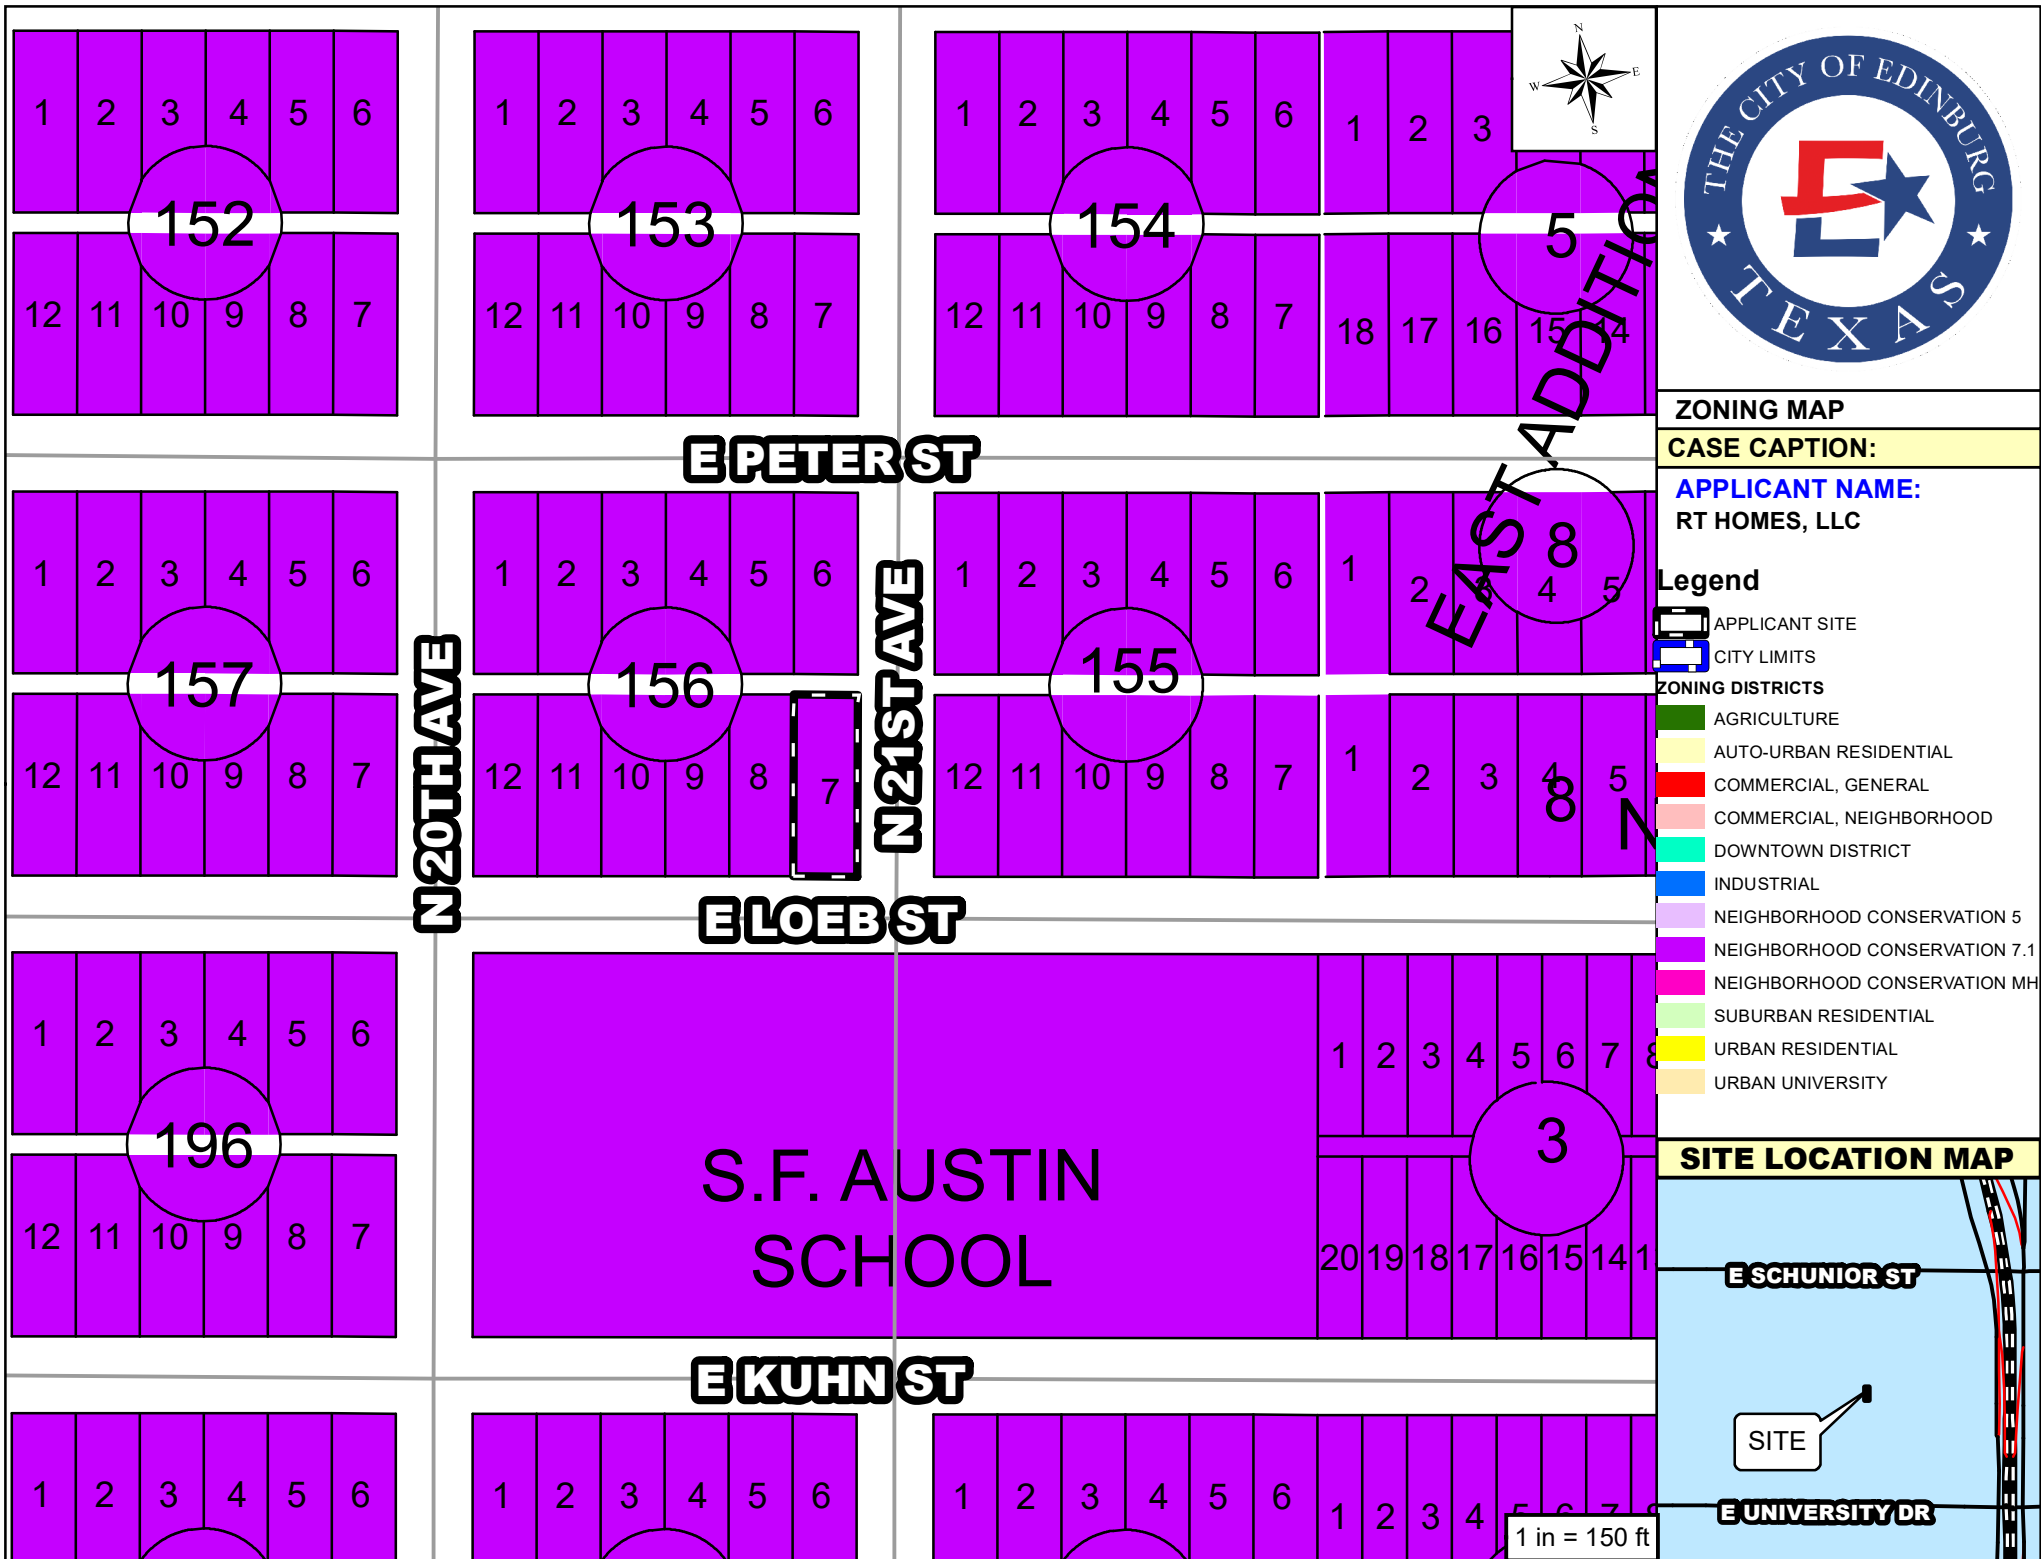 1 2 3 4 5 6
152
12 11 10 9 8 7
1 2 3 4 5 6
153
12 11 10 9 8 7
1 2 3 4 5 6
154
12 11 10 9 8 7
1 2 3
5
18 17 16 15 14
N
W E
S
EAST ADDITION
E PETER ST
1 2 3 4 5 6
157
12 11 10 9 8 7
N 20TH AVE
1 2 3 4 5 6
156
12 11 10 9 8 7
N 21ST AVE
1 2 3 4 5 6
155
12 11 10 9 8 7
1 2 3 4 5
8
1 2 3 4 5
8
N
E LOEB ST
1 2 3 4 5 6
196
12 11 10 9 8 7
S.F. AUSTIN
SCHOOL
1 2 3 4 5 6 7 8
3
20 19 18 17 16 15 14 1
E KUHN ST
1 2 3 4 5 6
1 2 3 4 5 6
1 2 3 4 5 6
1 2 3 4
1 in = 150 ft
THE CITY OF EDINBURG
TEXAS
ZONING MAP
CASE CAPTION:
APPLICANT NAME:
RT HOMES, LLC
Legend
APPLICANT SITE
CITY LIMITS
ZONING DISTRICTS
AGRICULTURE
AUTO-URBAN RESIDENTIAL
COMMERCIAL, GENERAL
COMMERCIAL, NEIGHBORHOOD
DOWNTOWN DISTRICT
INDUSTRIAL
NEIGHBORHOOD CONSERVATION 5
NEIGHBORHOOD CONSERVATION 7.1
NEIGHBORHOOD CONSERVATION MH
SUBURBAN RESIDENTIAL
URBAN RESIDENTIAL
URBAN UNIVERSITY
SITE LOCATION MAP
E SCHUNIOR ST
SITE
E UNIVERSITY DR